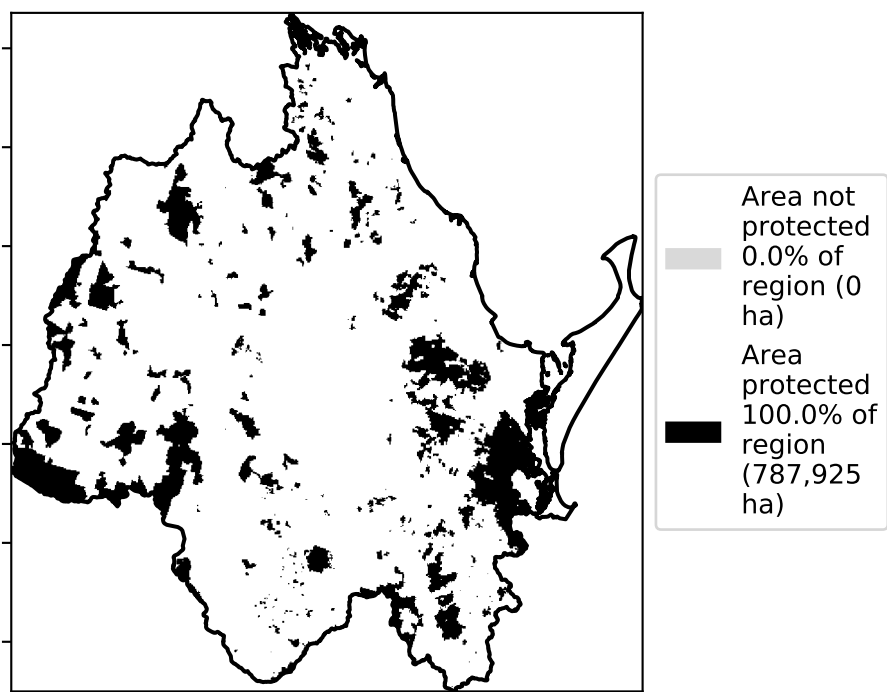 Area not
protected
0.0% of
region (0
ha)
Area
protected
100.0% of
region
(787,925
ha)